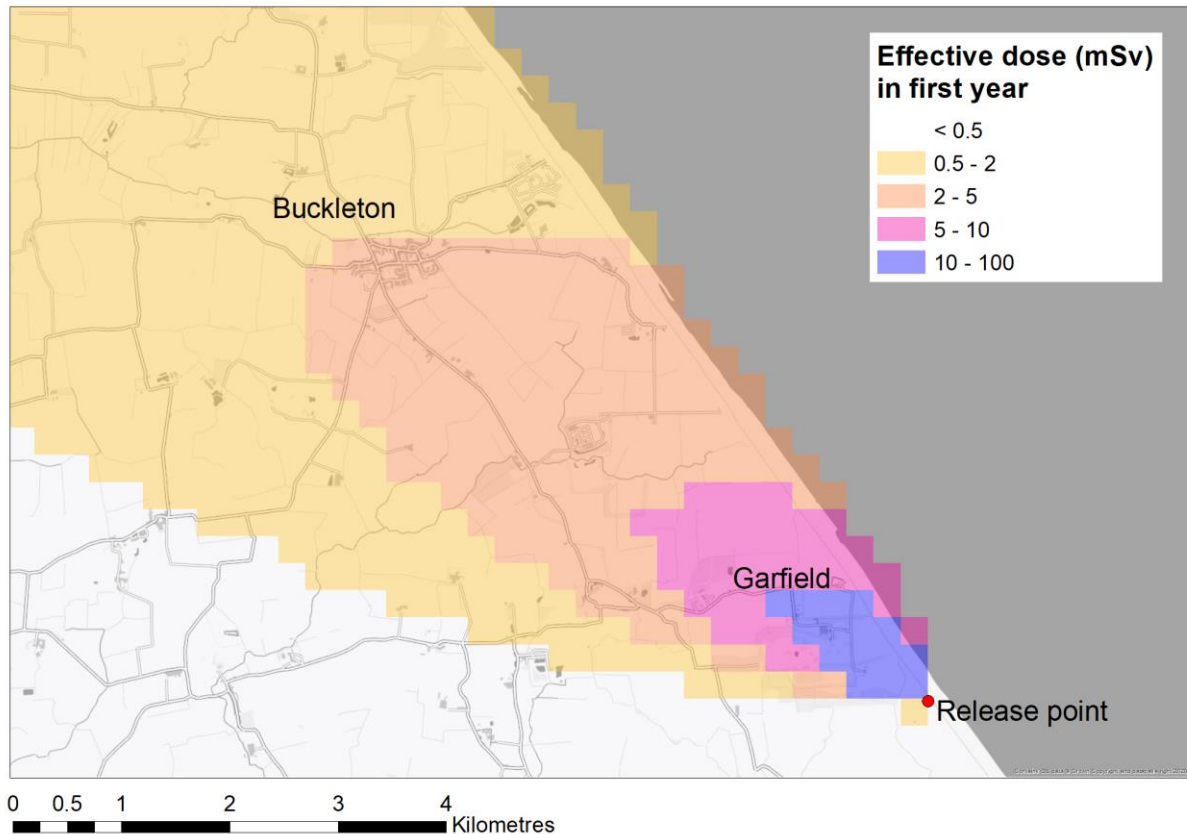 Effective dose (mSv)
in first year
< 0.5
0.5 - 2
2 - 5
5 - 10
10 - 100
Buckleton
Garfield
Release point
0 0.5 1 2 3 4
Kilometres